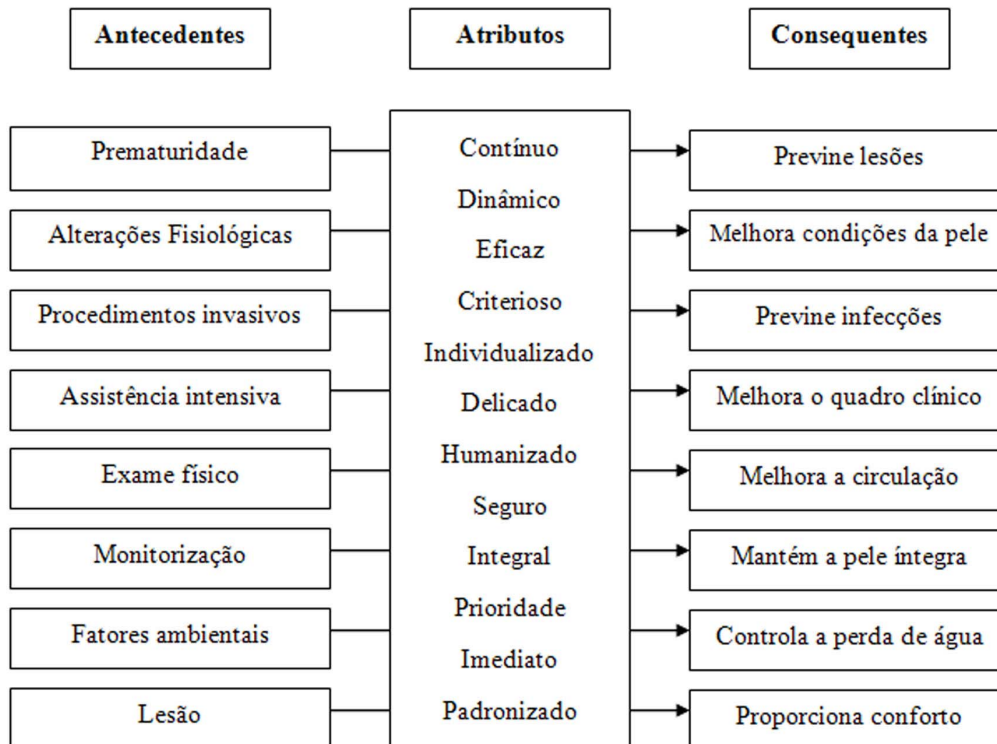 Antecedentes
Atributos
Consequentes
Prematuridade
Alterações Fisiológicas
Procedimentos invasivos
Assistência intensiva
Exame físico
Monitorização
Fatores ambientais
Lesão
Contínuo
Dinâmico
Eficaz
Criterioso
Individualizado
Delicado
Humanizado
Seguro
Integral
Prioridade
Imediato
Padronizado
Previne lesões
Melhora condições da pele
Previne infecções
Melhora o quadro clínico
Melhora a circulação
Mantém a pele íntegra
Controla a perda de água
Proporciona conforto